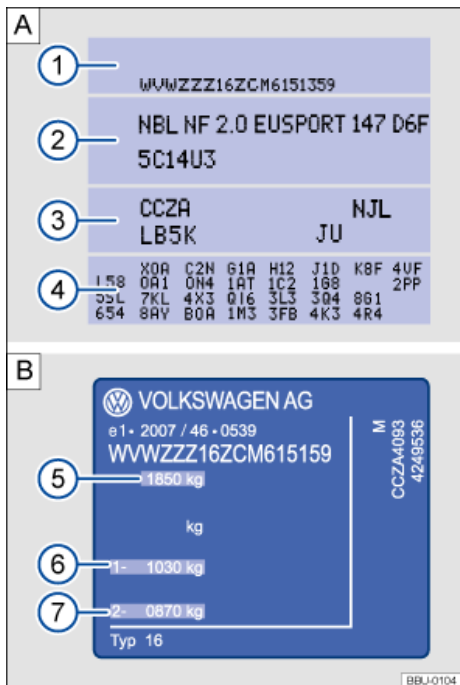 A
1
WVWZZZ16ZCM6151359
2
NBL NF 2.0 EUSPORT 147 D6F
5C14U3
3
CCZA NJL
LB5K JU
4
X0A C2N G1A H12 J1D K8F 4UF
L58 0A1 0N4 1AT 1C2 1G8 2PP
5SL 7KL 4X3 QI6 3L3 3Q4 8G1
654 8AY B0A 1M3 3FB 4K3 4R4
B
VOLKSWAGEN AG
e1• 2007 / 46 • 0539
WVWZZZ16ZCM615159
5
1850 kg
kg
6
1- 1030 kg
7
2- 0870 kg
Typ 16
M
CCZA4093
4249536
BBU-0104